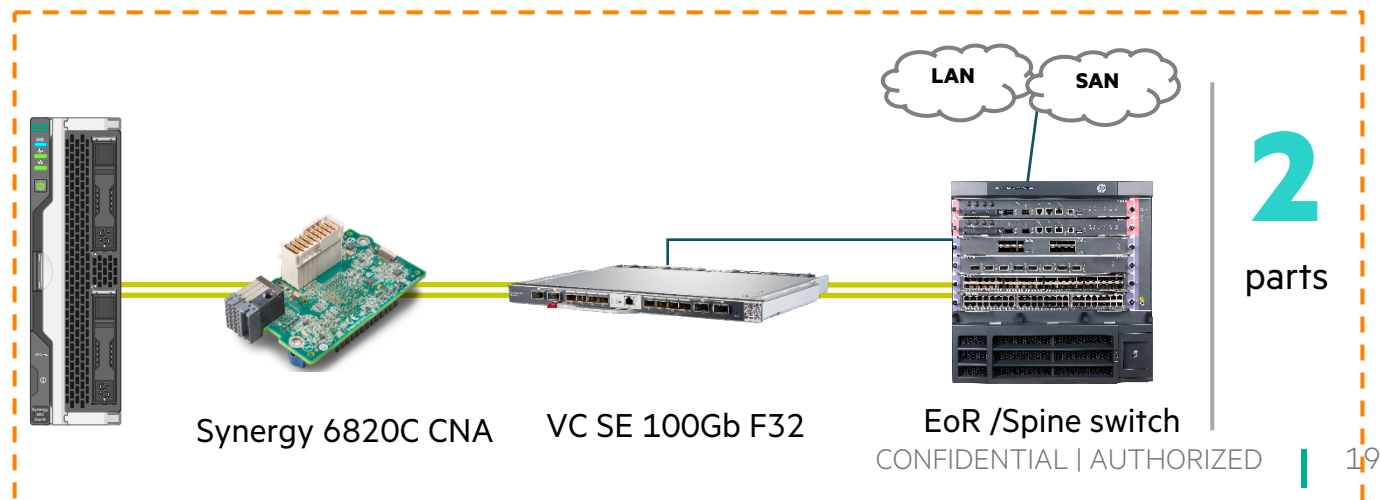 LAN
SAN
2
parts
Synergy 6820C CNA
VC SE 100Gb F32
EoR /Spine switch
CONFIDENTIAL | AUTHORIZED
19